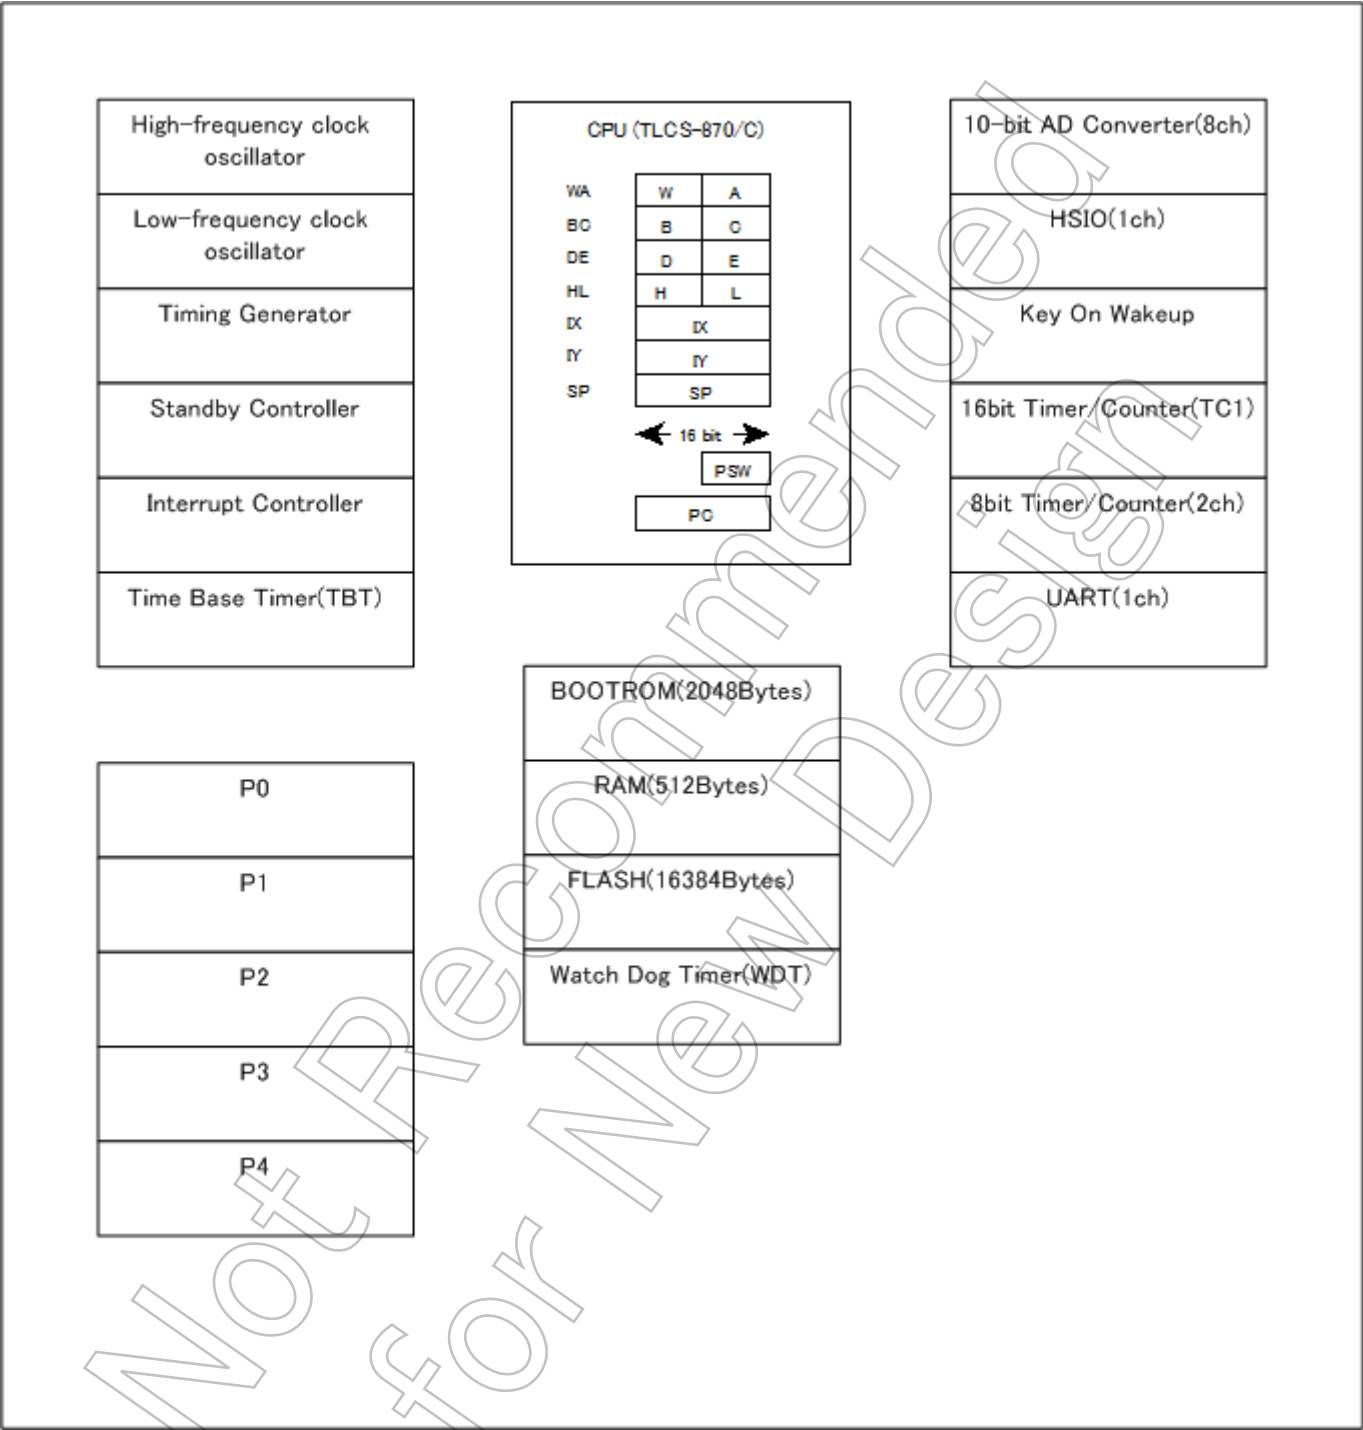 High-frequency clock
oscillator
Low-frequency clock
oscillator
Timing Generator
Standby Controller
Interrupt Controller
Time Base Timer(TBT)
CPU (TLCS-870/C)
WA W A
BC B C
DE D E
HL H L
IX IX
IY IY
SP SP
16 bit
PSW
PC
10-bit AD Converter(8ch)
HSIO(1ch)
Key On Wakeup
16bit Timer/Counter(TC1)
8bit Timer/Counter(2ch)
UART(1ch)
BOOTROM(2048Bytes)
RAM(512Bytes)
FLASH(16384Bytes)
Watch Dog Timer(WDT)
P0
P1
P2
P3
P4
Not Recommended
for New Design